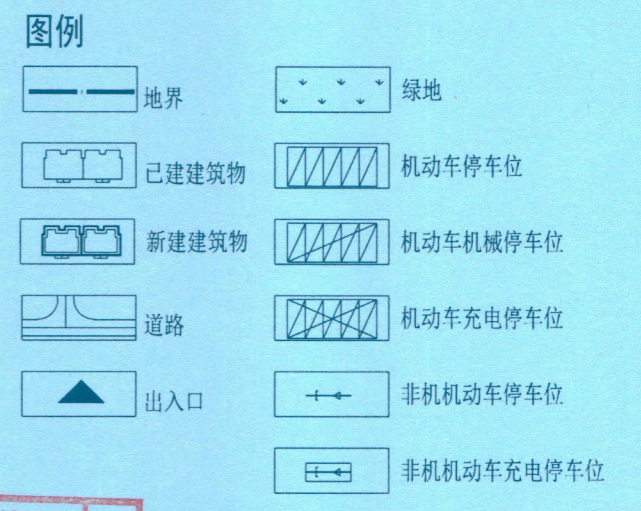 图例
地界
已建建筑物
新建建筑物
道路
出入口
绿地
机动车停车位
机动车机械停车位
机动车充电停车位
非机机动车停车位
非机机动车充电停车位